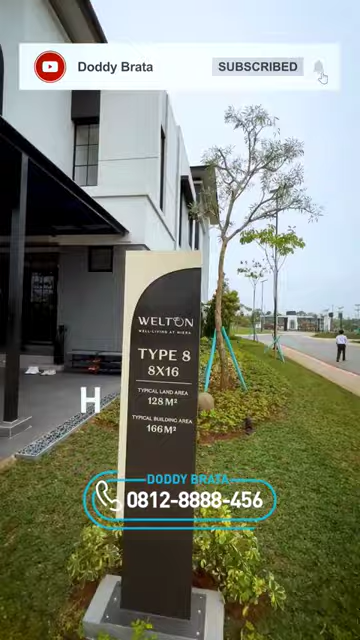 Doddy Brata
SUBSCRIBED
WELTON
WELL-LIVING AT MIERA
TYPE 8
8X16
TYPICAL LAND AREA
128 M²
TYPICAL BUILDING AREA
166 M²
H
DODDY BRATA
0812-8888-456